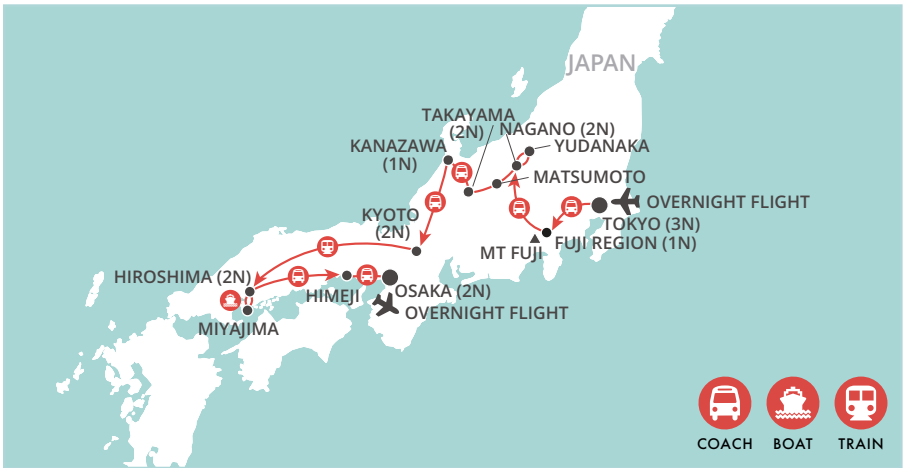 JAPAN
TAKAYAMA
(2N)
NAGANO (2N)
YUDANAKA
KANAZAWA
(1N)
MATSUMOTO
OVERNIGHT FLIGHT
TOKYO (3N)
KYOTO
(2N)
FUJI REGION (1N)
MT FUJI
HIROSHIMA (2N)
HIMEJI
OSAKA (2N)
OVERNIGHT FLIGHT
MIYAJIMA
COACH
BOAT
TRAIN